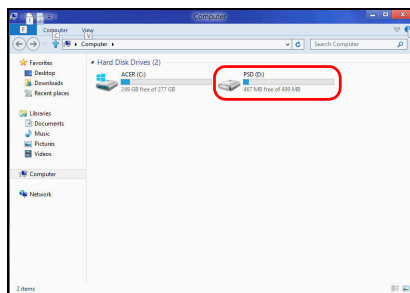 Computer
F
Computer
View
C
V
Computer
Search Computer
Favorites
Desktop
Downloads
Recent places
Libraries
Documents
Music
Pictures
Videos
Computer
Network
Hard Disk Drives (2)
ACER (C:)
249 GB free of 277 GB
PSD (D:)
467 MB free of 499 MB
2 items